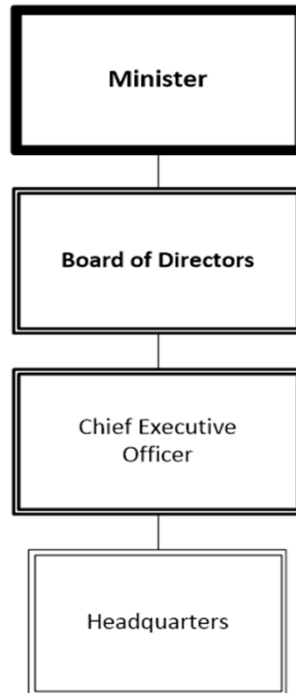 Minister
Board of Directors
Chief Executive
Officer
Headquarters